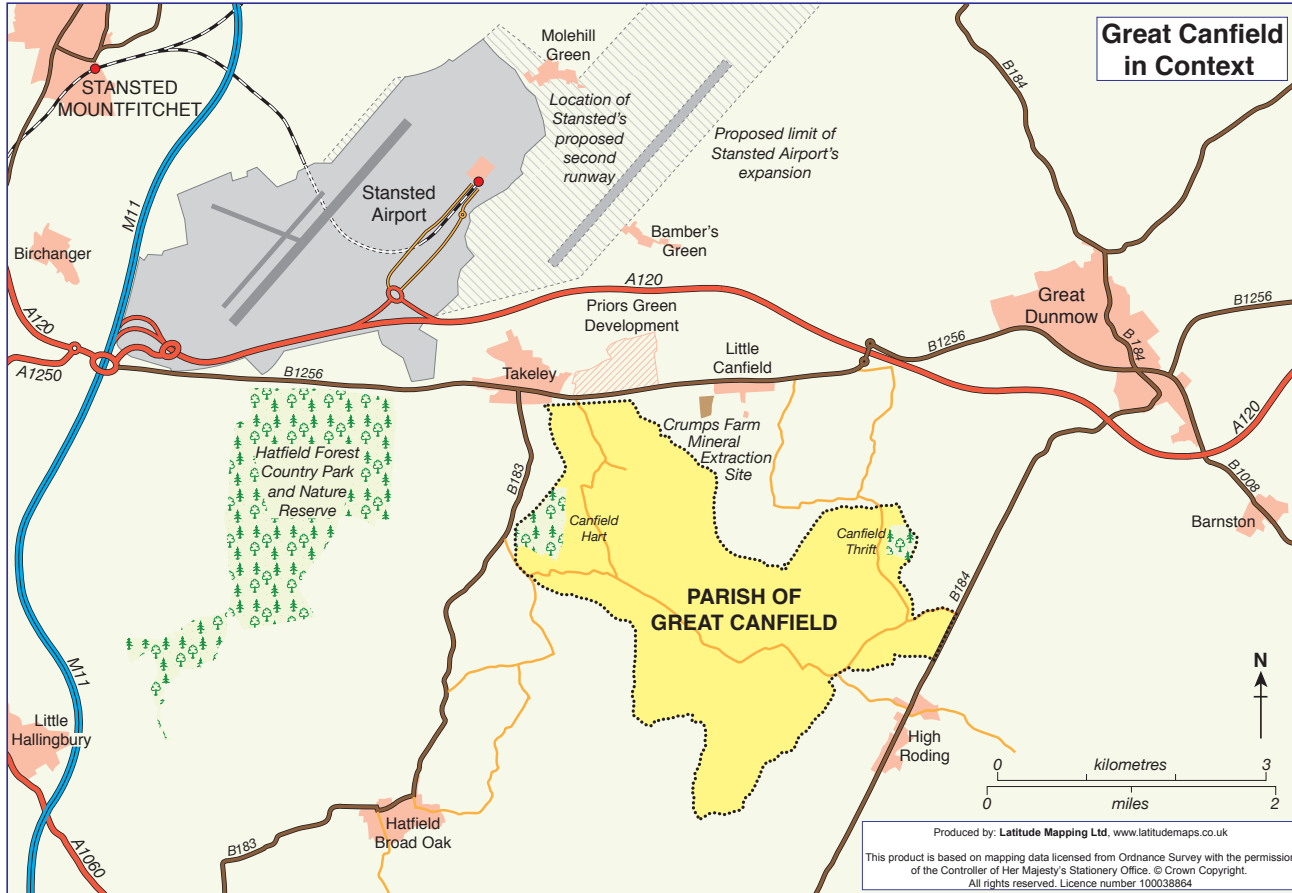 Great Canfield
in Context
Molehill
Green
B184
STANSTED
MOUNTFITCHET
Location of
Stansted's
proposed
second
runway
Proposed limit of
Stansted Airport's
expansion
M11
Stansted
Airport
Birchanger
Bamber's
Green
A120
Priors Green
Development
Great
Dunmow
B1256
A120
A1250
B1256
Takeley
Little
Canfield
B1256
B184
Crumps Farm
Mineral
Extraction
Site
A120
Hatfield Forest
Country Park
and Nature
Reserve
B183
B1008
Barnston
Canfield
Hart
Canfield
Thrift
PARISH OF
GREAT CANFIELD
B184
M11
N
Little
Hallingbury
High
Roding
0 kilometres 3
0 miles 2
Hatfield
Broad Oak
B183
A1060
Produced by: Latitude Mapping Ltd, www.latitudemaps.co.uk
This product is based on mapping data licensed from Ordnance Survey with the permission
of the Controller of Her Majesty's Stationery Office. © Crown Copyright.
All rights reserved. Licence number 100038864